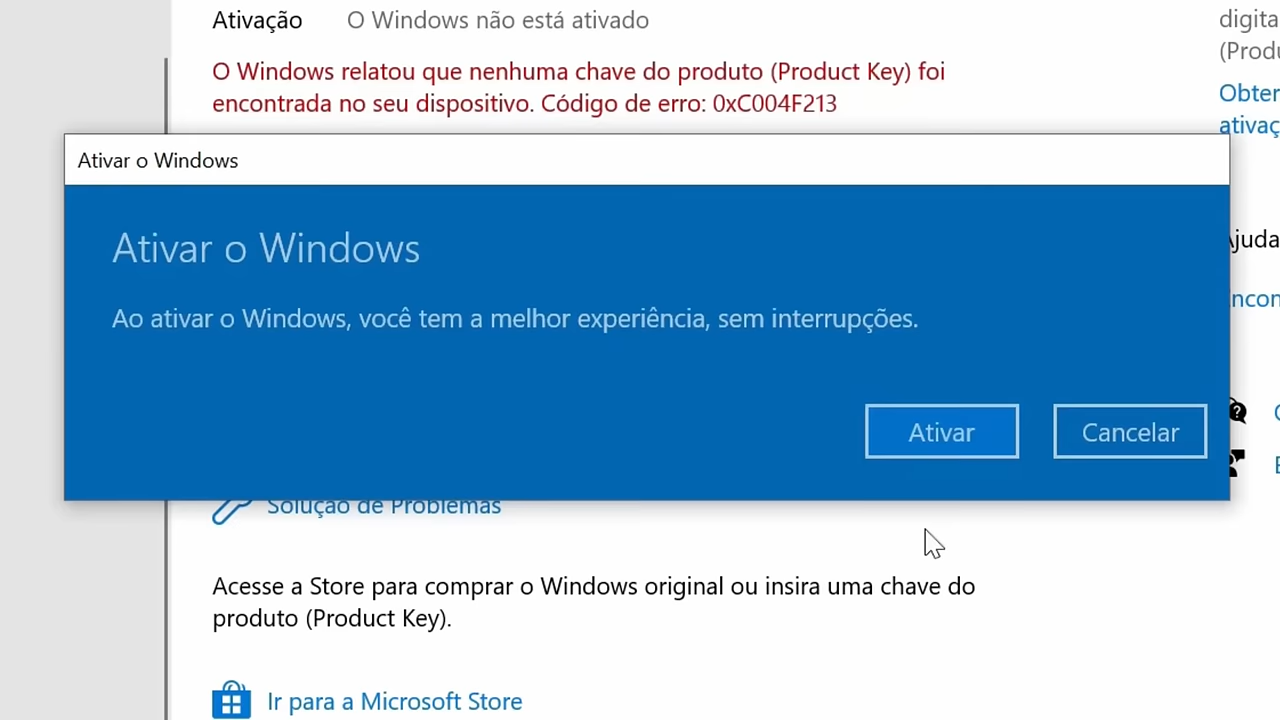 Ativação O Windows não está ativado
O Windows relatou que nenhuma chave do produto (Product Key) foi
encontrada no seu dispositivo. Código de erro: 0xC004F213
digita
(Produ
Obter
ativaç
Ativar o Windows
Ativar o Windows
Ao ativar o Windows, você tem a melhor experiência, sem interrupções.
Ativar Cancelar
Ajuda
Solução de Problemas
Acesse a Store para comprar o Windows original ou insira uma chave do
produto (Product Key).
Ir para a Microsoft Store